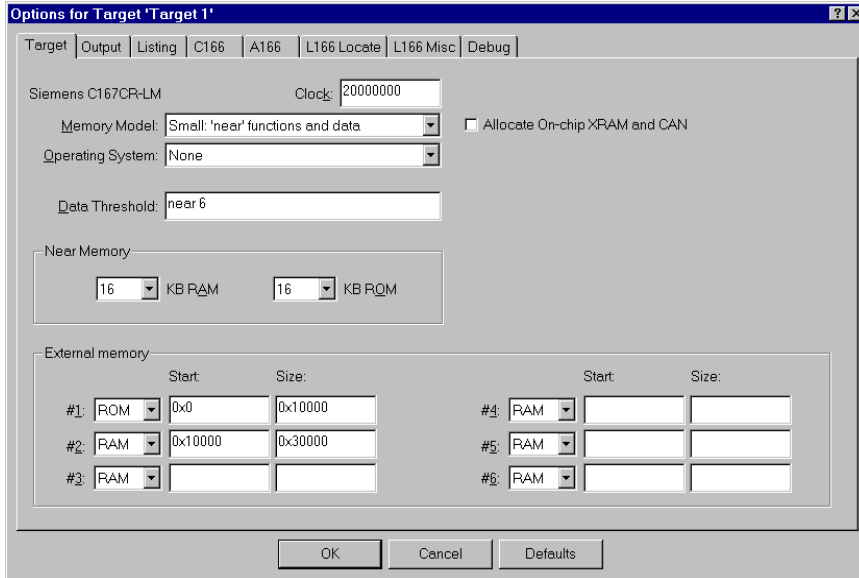 Options for Target 'Target 1'
Target Output Listing C166 A166 L166 Locate L166 Misc Debug
Siemens C167CR-LM Clock: 20000000
Memory Model: Small: 'near' functions and data Allocate On-chip XRAM and CAN
Operating System: None
Data Threshold: near 6
Near Memory
16 KB RAM 16 KB ROM
External memory
Start: Size: Start: Size:
#1: ROM 0x0 0x10000 #4: RAM
#2: RAM 0x10000 0x30000 #5: RAM
#3: RAM #6: RAM
OK Cancel Defaults